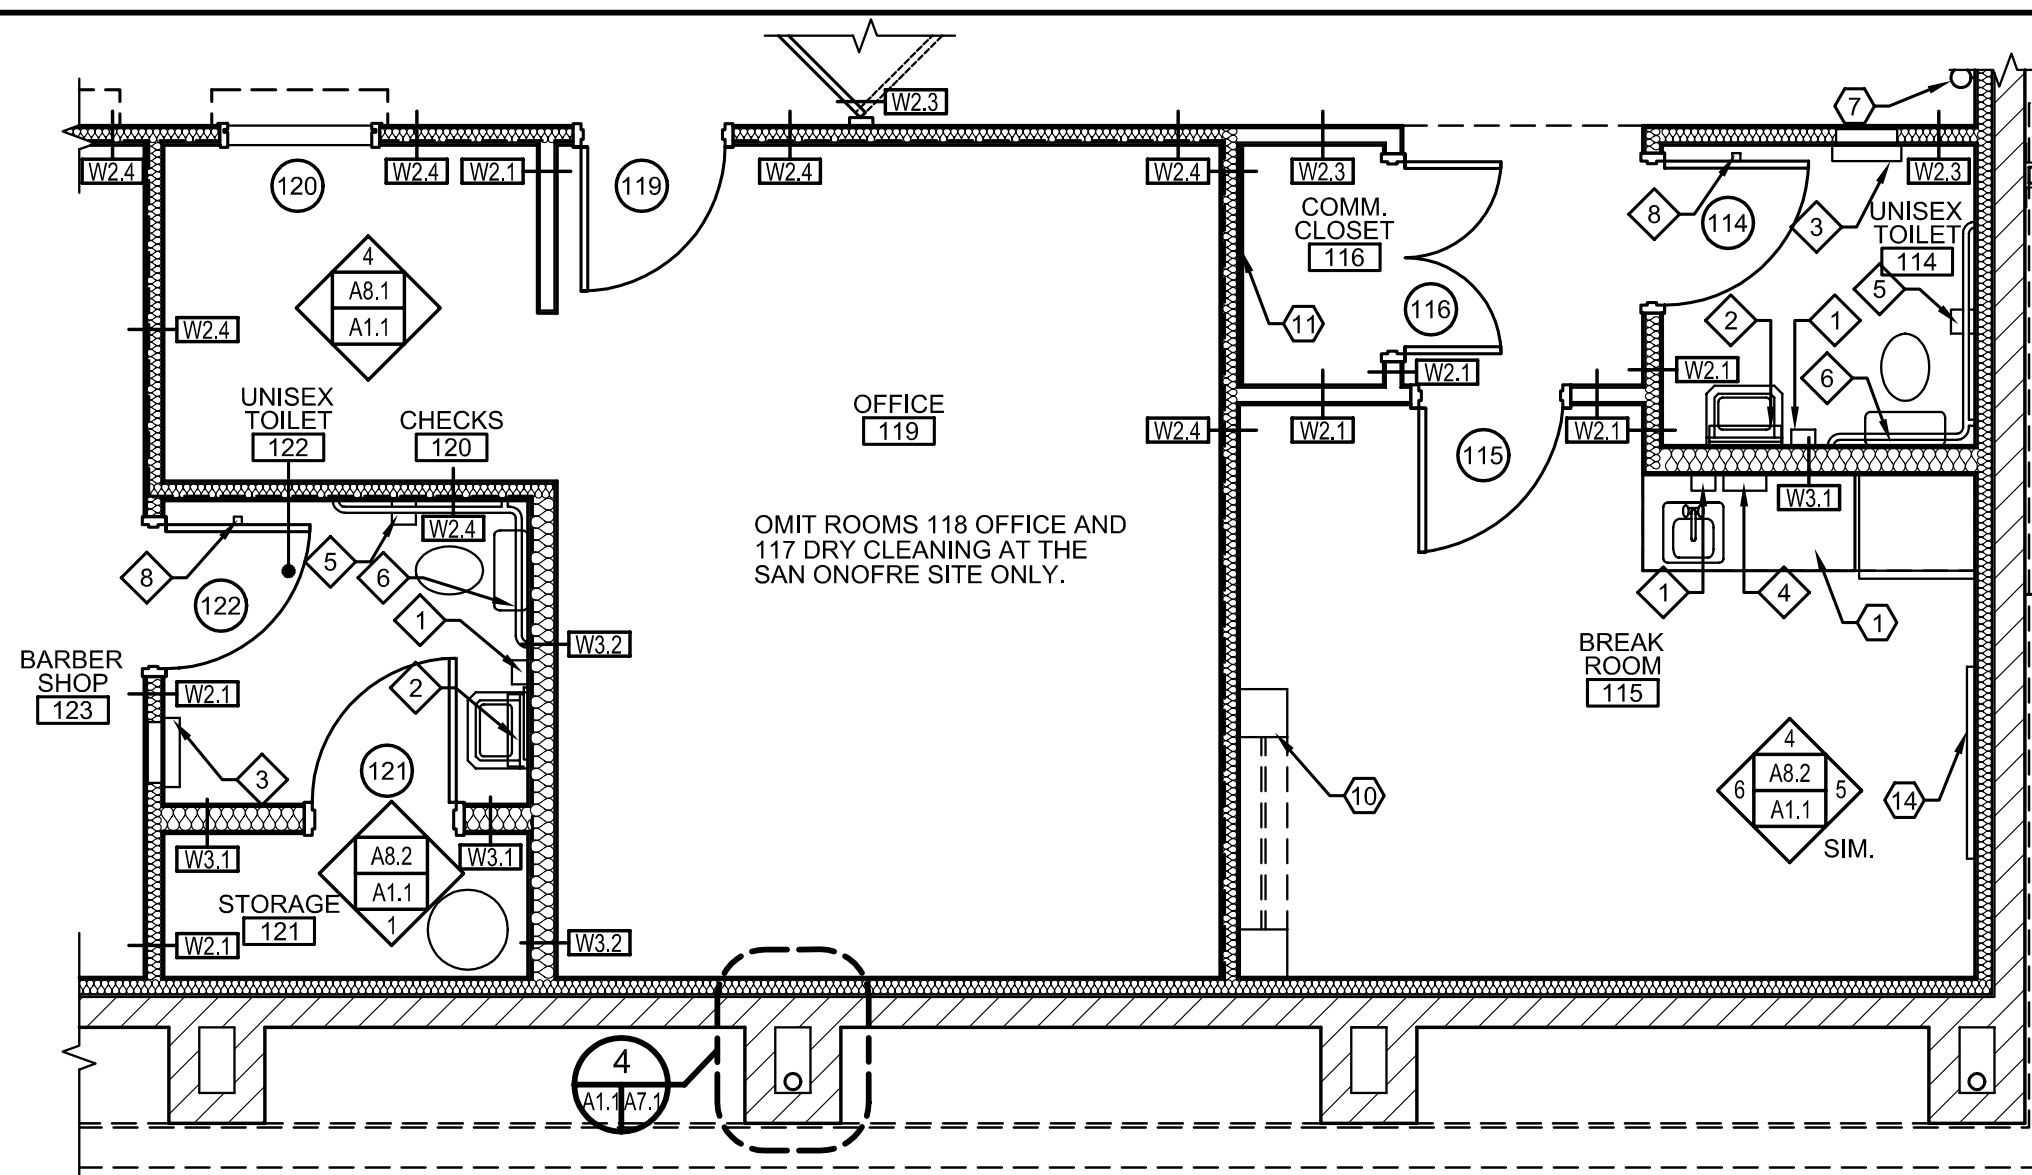 W2.3
7
W2.4
120
W2.4
W2.1
119
W2.4
W2.4
W2.3
8
114
3
W2.3
COMM.
CLOSET
116
UNISEX
TOILET
114
4
A8.1
A1.1
5
W2.4
11
116
2
1
W2.1
W2.1
6
UNISEX
TOILET
122
CHECKS
120
OFFICE
119
W2.4
W2.1
115
W2.1
W3.1
W2.4
OMIT ROOMS 118 OFFICE AND
117 DRY CLEANING AT THE
SAN ONOFRE SITE ONLY.
8
5
6
122
1
1
4
1
W3.2
BARBER
SHOP
123
W2.1
2
BREAK
ROOM
115
3
121
4
A8.2
6
5
A1.1
SIM.
10
14
W3.1
A8.2
A1.1
1
W3.1
STORAGE
121
W2.1
W3.2
4
A1.1
A7.1